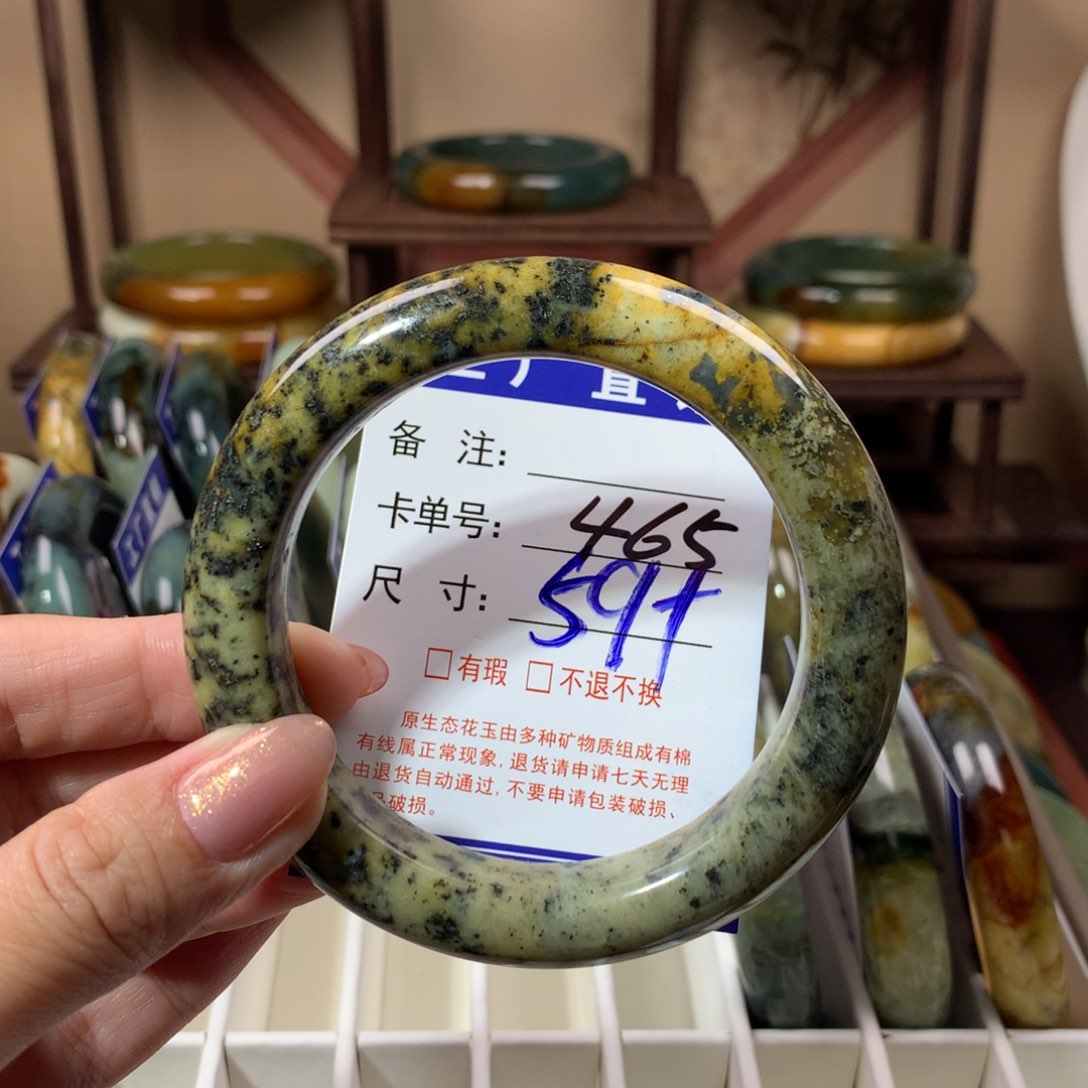 厂直
备 注:
卡单号: 465
尺 寸: 59+
□有瑕 □不退不换
原生态花玉由多种矿物质组成有棉
有线属正常现象, 退货请申请七天无理
由退货自动通过, 不要申请包装破损、
破损。